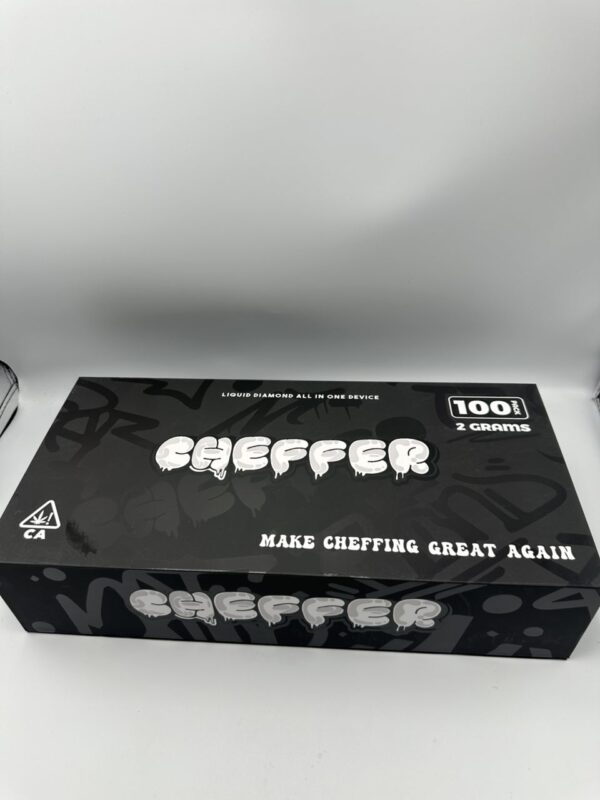 LIQUID DIAMOND ALL IN ONE DEVICE
100 PACK
2 GRAMS
CHEFFER
CA
MAKE CHEFFING GREAT AGAIN
CHEFFER